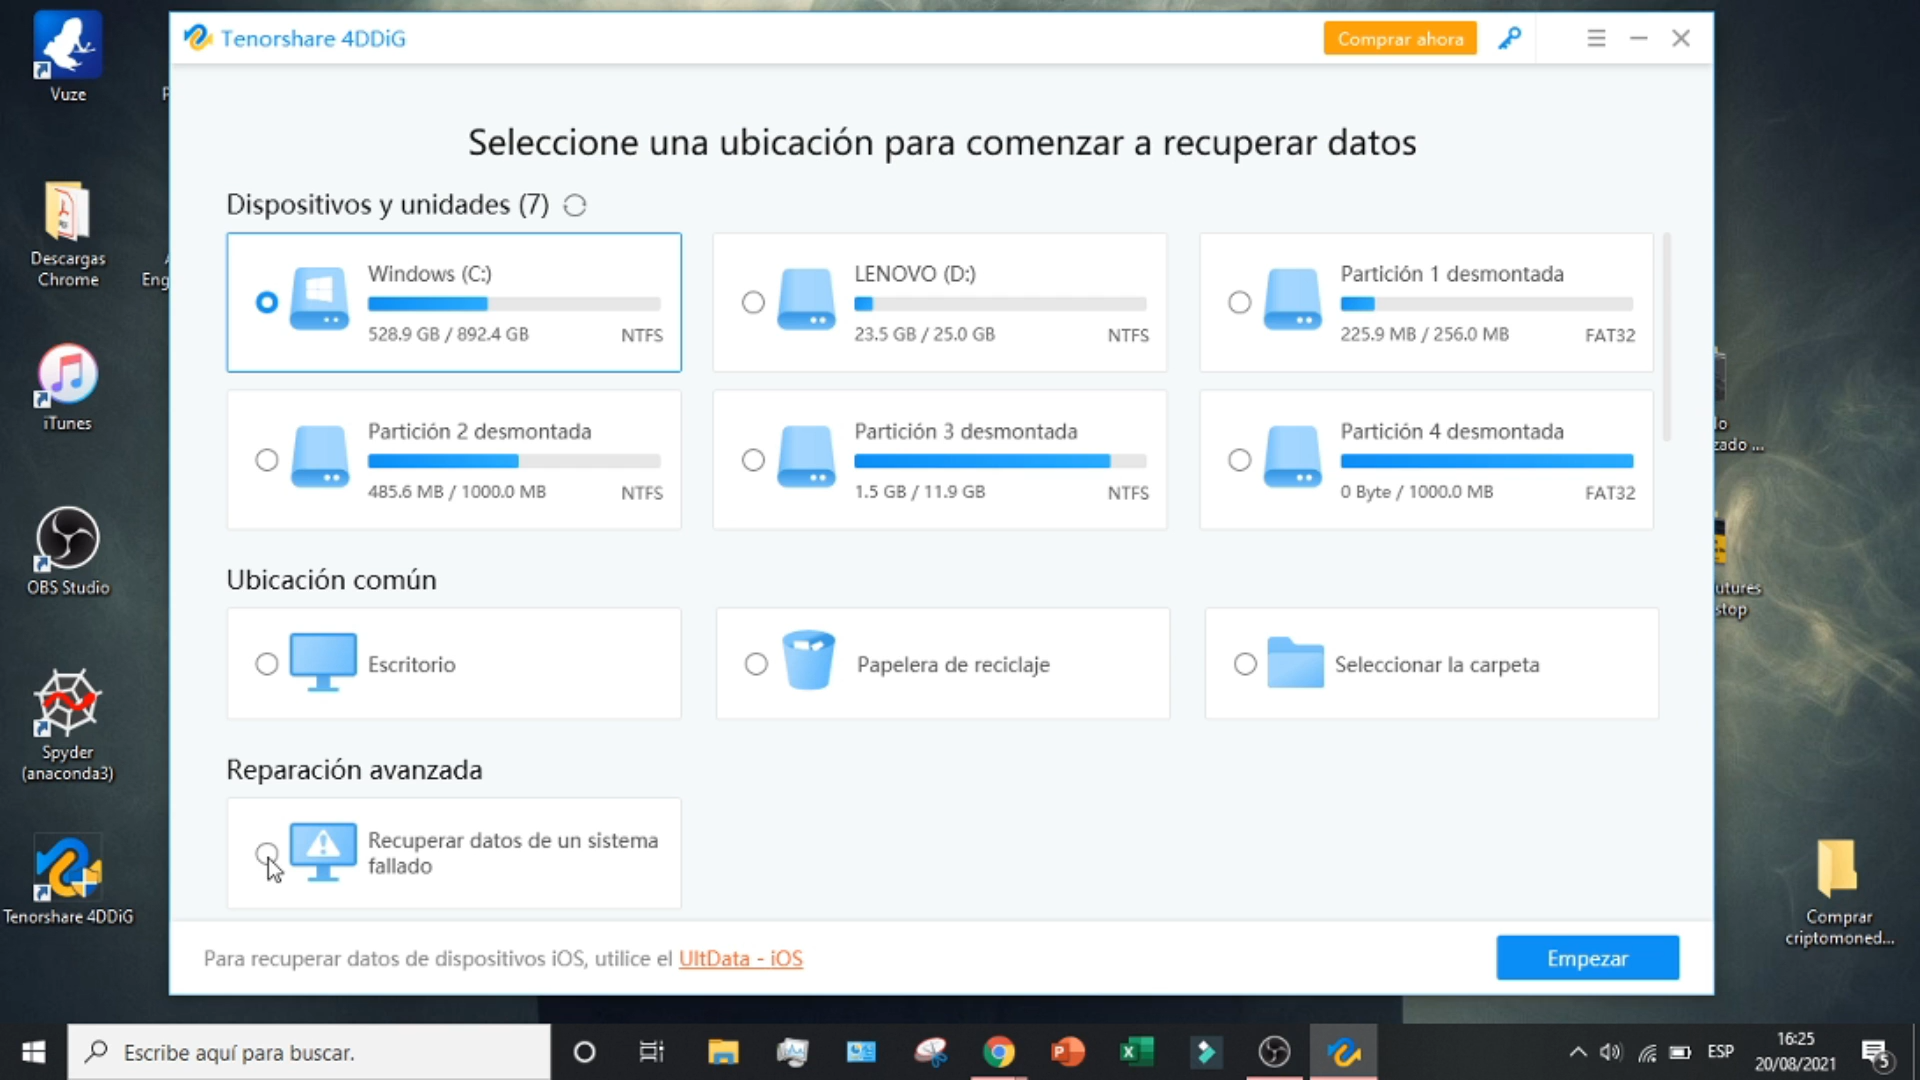 Tenorshare 4DDiG
Comprar ahora
Seleccione una ubicación para comenzar a recuperar datos
Dispositivos y unidades (7)
Windows (C:)
528.9 GB / 892.4 GB
NTFS
LENOVO (D:)
23.5 GB / 25.0 GB
NTFS
Partición 1 desmontada
225.9 MB / 256.0 MB
FAT32
Partición 2 desmontada
485.6 MB / 1000.0 MB
NTFS
Partición 3 desmontada
1.5 GB / 11.9 GB
NTFS
Partición 4 desmontada
0 Byte / 1000.0 MB
FAT32
Ubicación común
Escritorio
Papelera de reciclaje
Seleccionar la carpeta
Reparación avanzada
Recuperar datos de un sistema
fallado
Para recuperar datos de dispositivos iOS, utilice el UltData - iOS
Empezar
Vuze
Descargas
Chrome
Eng
iTunes
OBS Studio
Spyder
(anaconda3)
Tenorshare 4DDiG
lo
zado ...
utures
stop
Comprar
criptomoned...
Escribe aquí para buscar.
ESP
16:25
20/08/2021
5